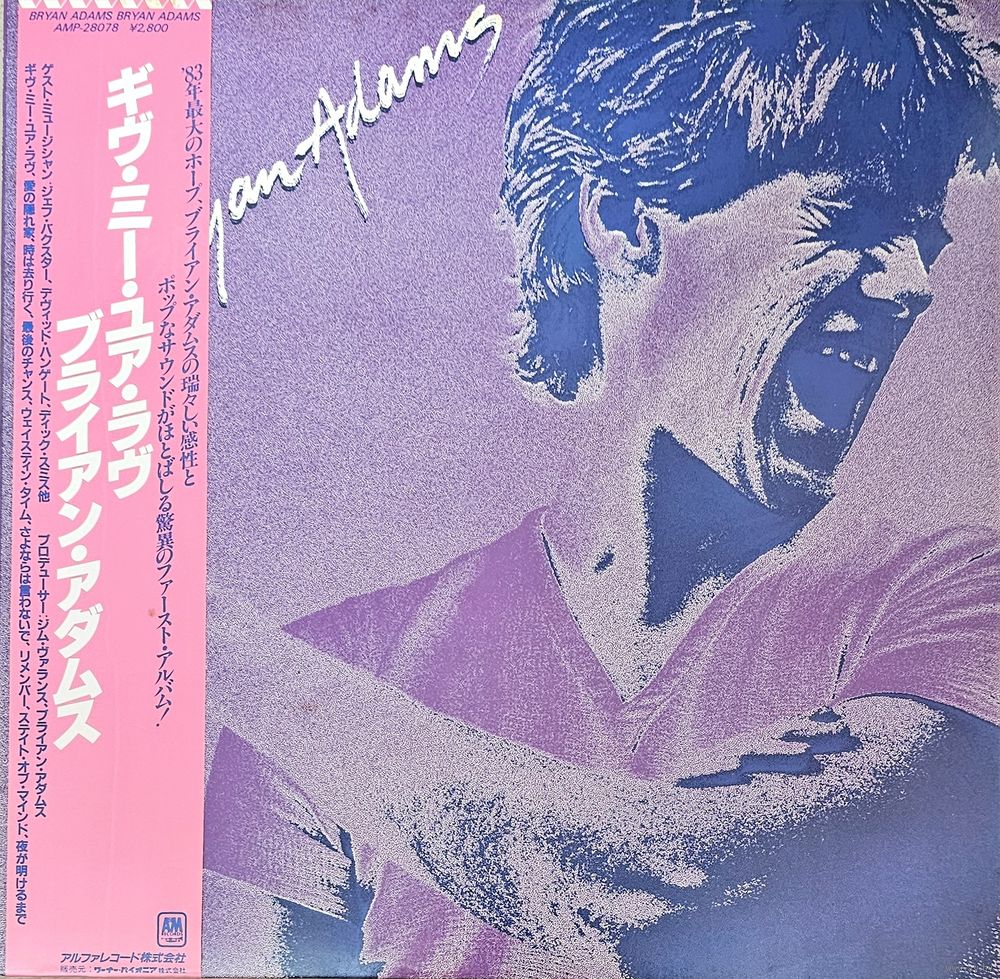 BRYAN ADAMS BRYAN ADAMS
AMP-28078 ¥2,800
'83年最大のホープ、ブライアン・アダムスの瑞々しい感性と
ポップなサウンドがほとばしる驚異のファースト・アルバム!
ギヴ・ミー・ユア・ラヴ
ブライアン・アダムス
ゲスト・ミュージシャン・ジェフ・バクスター、デヴィッド・ハンゲート、ディック・スミス他 プロデューサー:ジム・ヴァランス、ブライアン・アダムス
ギヴ・ミー・ユア・ラヴ、愛の隠れ家、時は去り行く、最後のチャンス、ウェイスティン・タイム、さよならは言わないで、リメンバー、ステイト・オブ・マインド、夜が明けるまで
A&M
RECORDS
アルファレコード株式会社
販売元:ワーナー・パイオニア株式会社
yan Adams